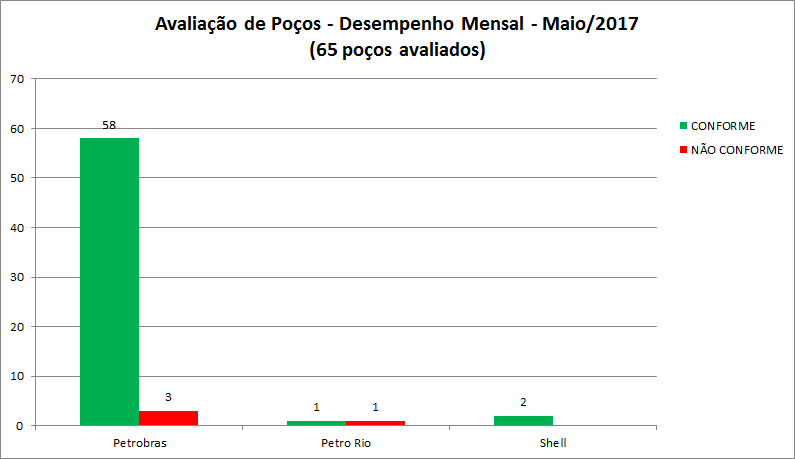 Avaliação de Poços - Desempenho Mensal - Maio/2017
(65 poços avaliados)
70
60
50
40
30
20
10
0
58
3
1
1
2
Petrobras
Petro Rio
Shell
CONFORME
NÃO CONFORME